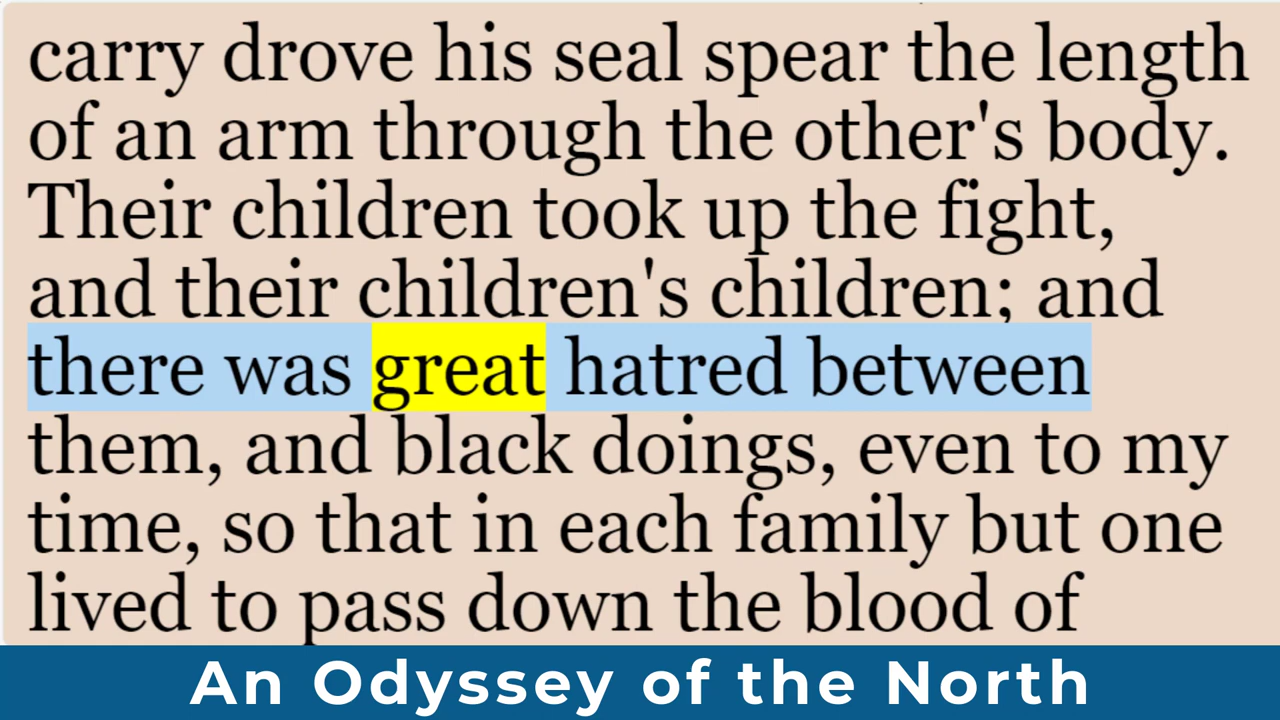 carry drove his seal spear the length
of an arm through the other's body.
Their children took up the fight,
and their children's children; and
there was great hatred between
them, and black doings, even to my
time, so that in each family but one
lived to pass down the blood of
An Odyssey of the North